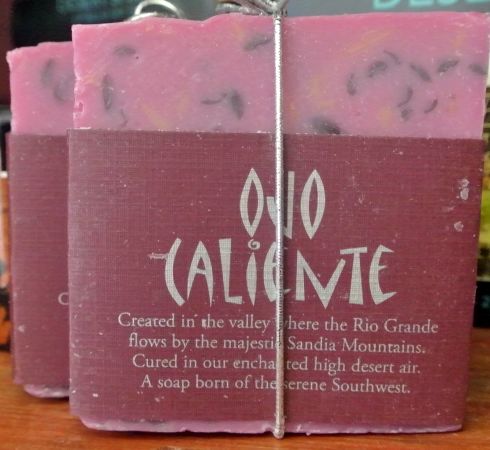 OJO
CALIENTE
Created in the valley where the Rio Grande
flows by the majestic Sandia Mountains.
Cured in our enchanted high desert air.
A soap born of the serene Southwest.